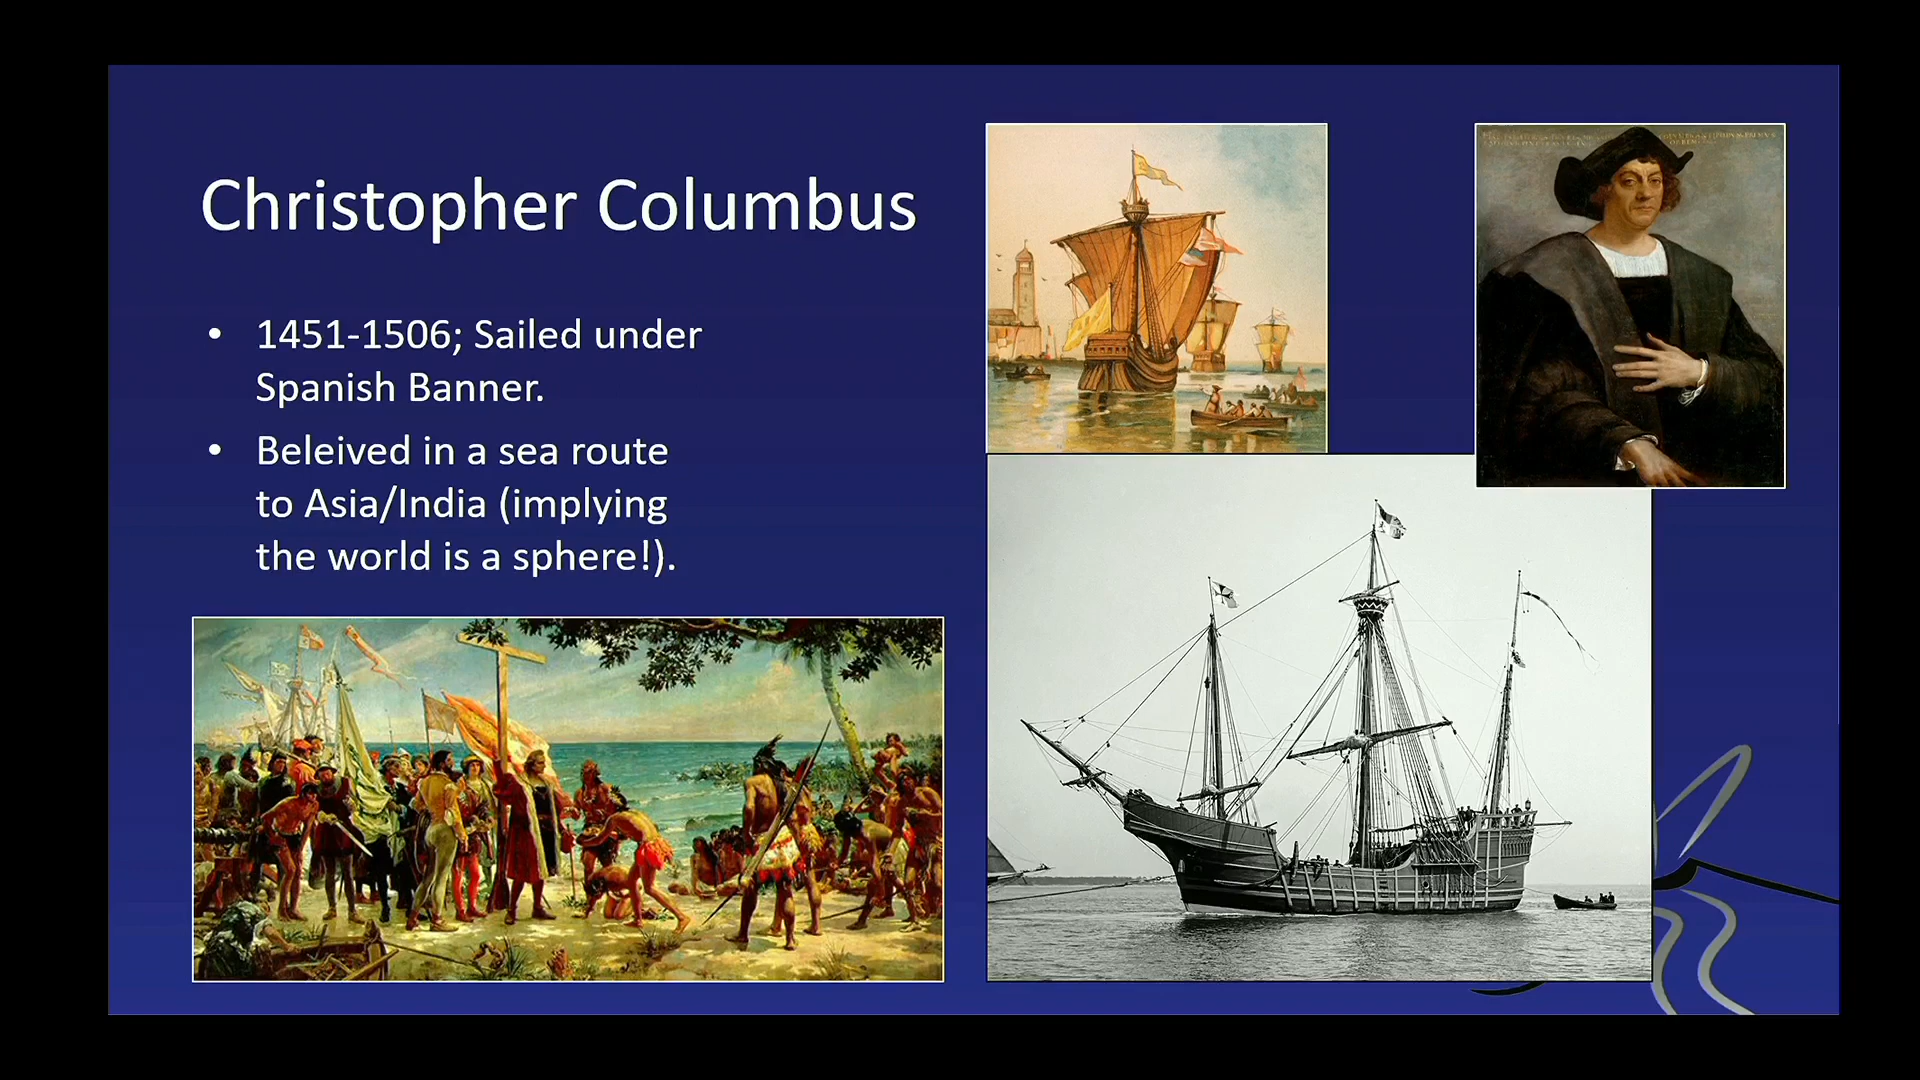 Christopher Columbus
• 1451-1506; Sailed under
Spanish Banner.
• Beleived in a sea route
to Asia/India (implying
the world is a sphere!).